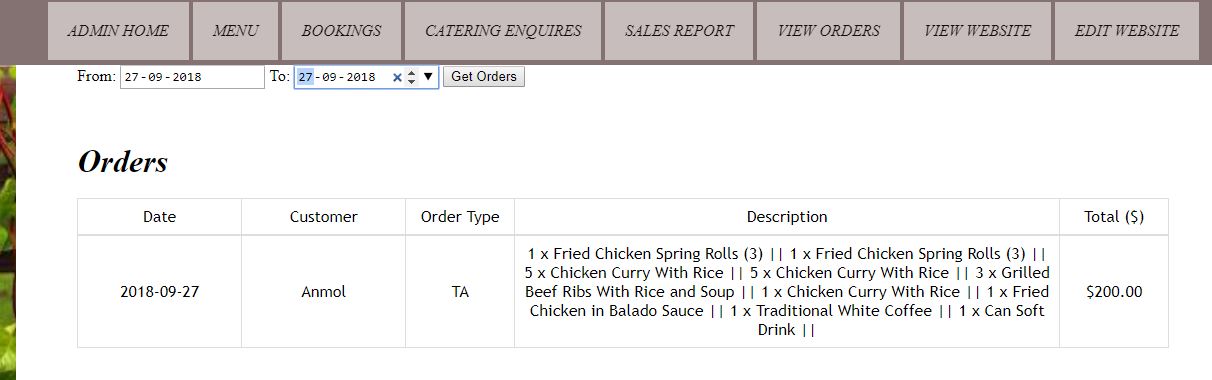 ADMIN HOME MENU BOOKINGS CATERING ENQUIRES SALES REPORT VIEW ORDERS VIEW WEBSITE EDIT WEBSITE
From: 27-09-2018 To: 27-09-2018 Get Orders
Orders
Date Customer Order Type Description Total ($)
1 x Fried Chicken Spring Rolls (3) || 1 x Fried Chicken Spring Rolls (3) ||
5 x Chicken Curry With Rice || 5 x Chicken Curry With Rice || 3 x Grilled
2018-09-27 Anmol TA Beef Ribs With Rice and Soup || 1 x Chicken Curry With Rice || 1 x Fried $200.00
Chicken in Balado Sauce || 1 x Traditional White Coffee || 1 x Can Soft
Drink ||